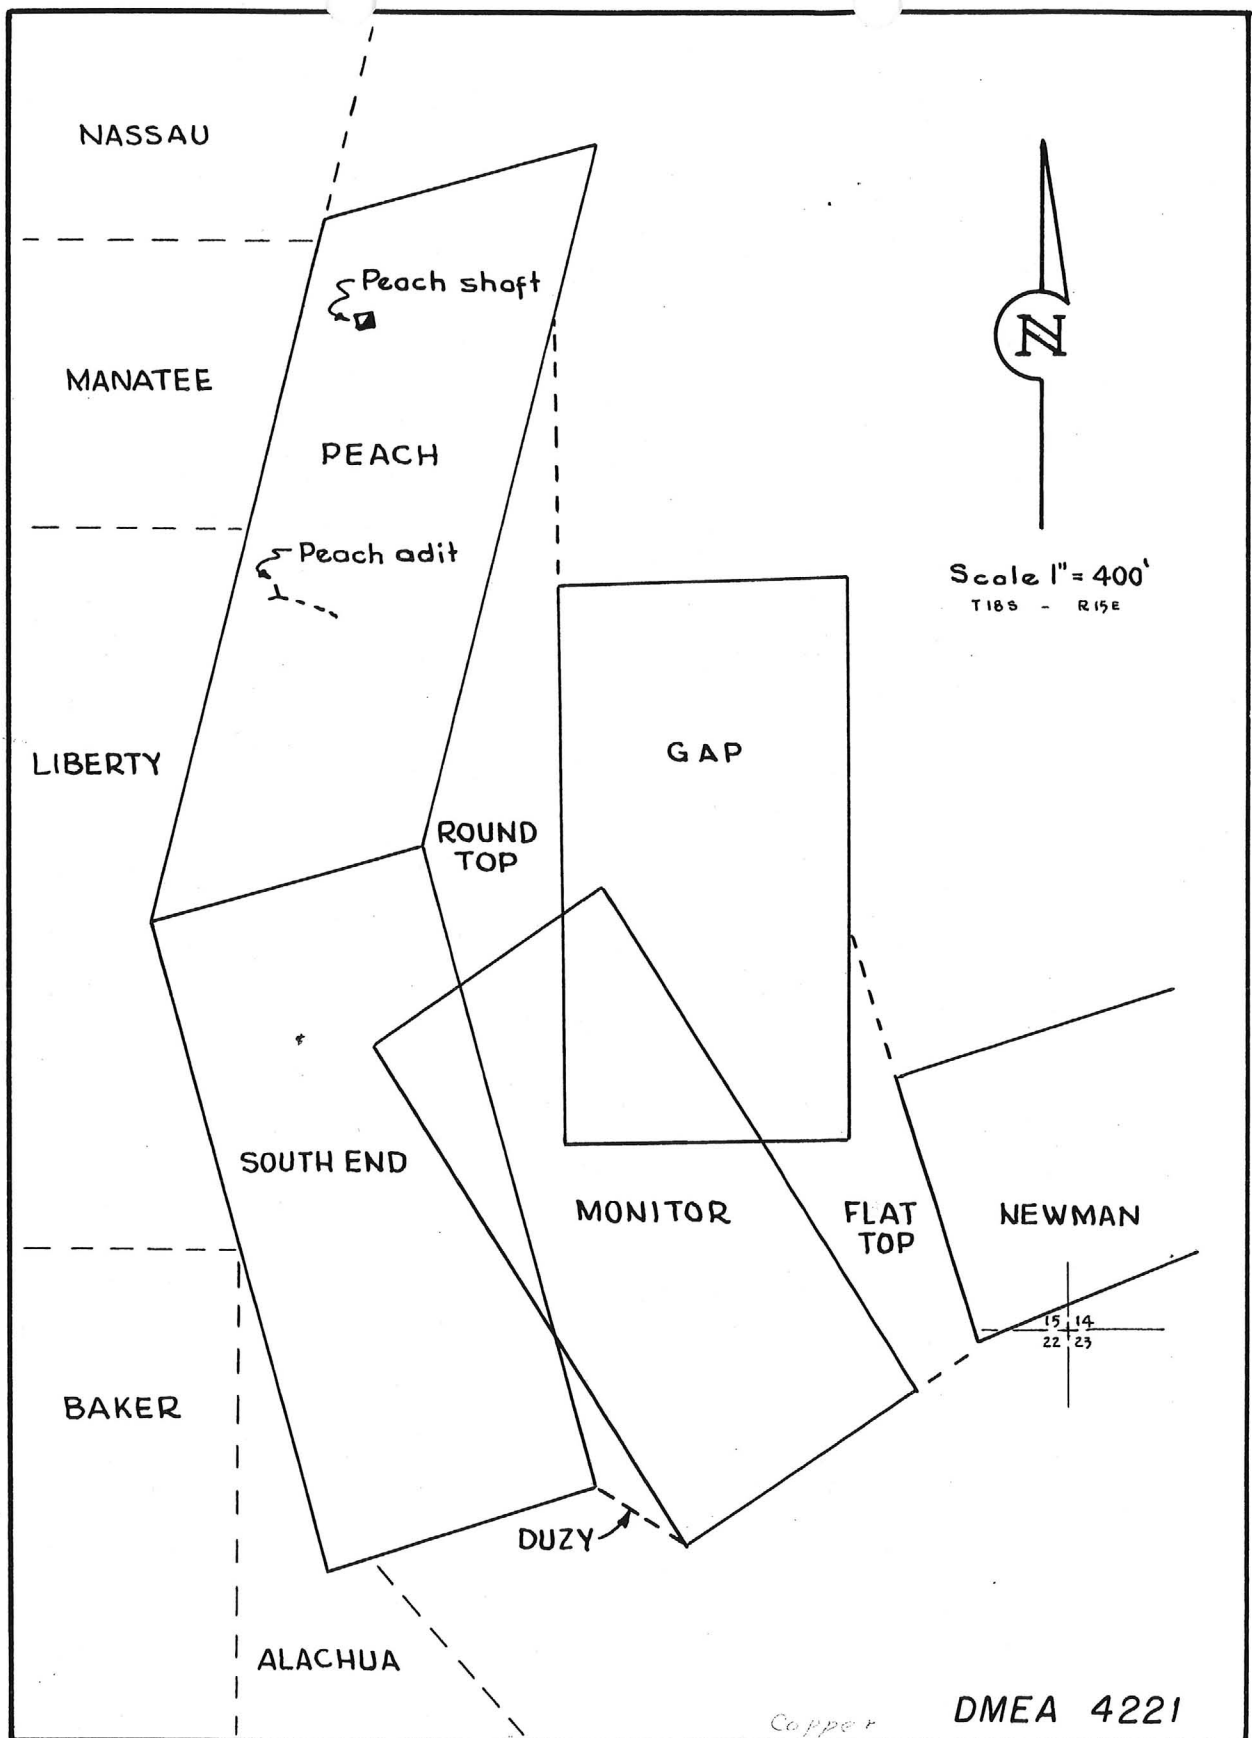 NASSAU
Peach shaft
MANATEE
PEACH
N
Peach adit
Scale 1" = 400'
T18S - R15E
LIBERTY
GAP
ROUND
TOP
SOUTH END
MONITOR
FLAT
TOP
NEWMAN
15 14
22 23
BAKER
DUZY
ALACHUA
Copper
DMEA 4221